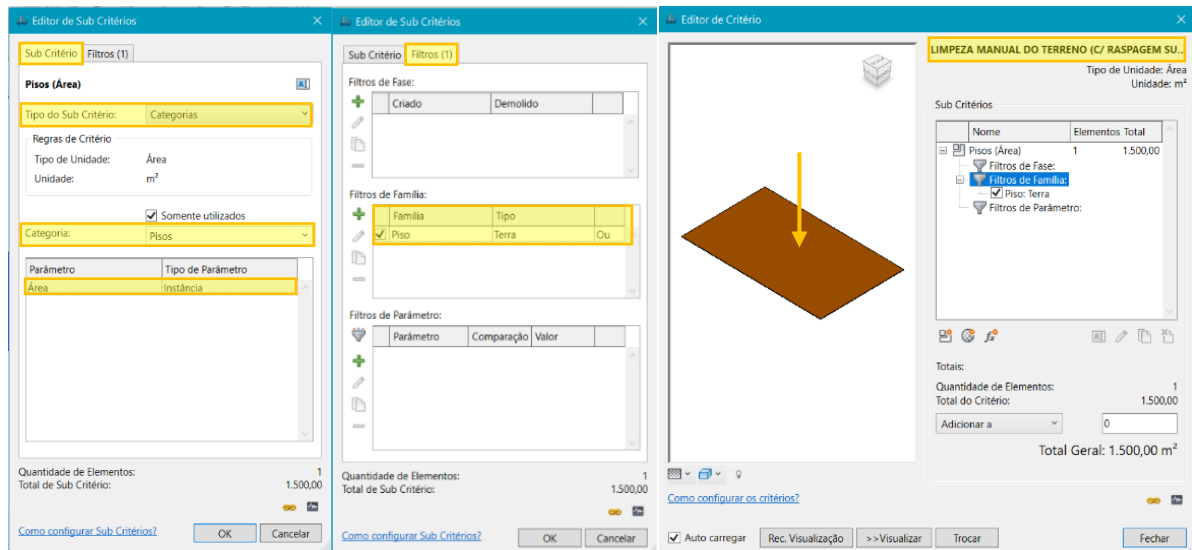 Editor de Sub Critérios
Sub Critério Filtros (1)
Pisos (Área)
Tipo do Sub Critério: Categorias
Regras de Critério
Tipo de Unidade: Área
Unidade: m²
Somente utilizados
Categoria: Pisos
Parâmetro Tipo de Parâmetro
Área Instância
Quantidade de Elementos: 1
Total de Sub Critério: 1.500,00
Como configurar Sub Critérios? OK Cancelar
Editor de Sub Critérios
Sub Critério Filtros (1)
Filtros de Fase:
Criado Demolido
Filtros de Família:
Família Tipo
Piso Terra Ou
Filtros de Parâmetro:
Parâmetro Comparação Valor
Quantidade de Elementos: 1
Total de Sub Critério: 1.500,00
Como configurar Sub Critérios? OK Cancelar
Editor de Critério
LIMPEZA MANUAL DO TERRENO (C/ RASPAGEM SU..
Tipo de Unidade: Área
Unidade: m²
Sub Critérios
Nome Elementos Total
Pisos (Área) 1 1.500,00
Filtros de Fase:
Filtros de Família:
Piso: Terra
Filtros de Parâmetro:
Totais:
Quantidade de Elementos: 1
Total do Critério: 1.500,00
Adicionar a 0
Total Geral: 1.500,00 m²
Como configurar os critérios?
Auto carregar Rec. Visualização >>Visualizar Trocar Fechar